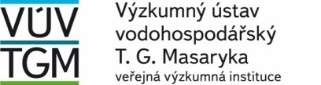 VÚV
TGM
Výzkumný ústav
vodohospodářský
T. G. Masaryka
veřejná výzkumná instituce